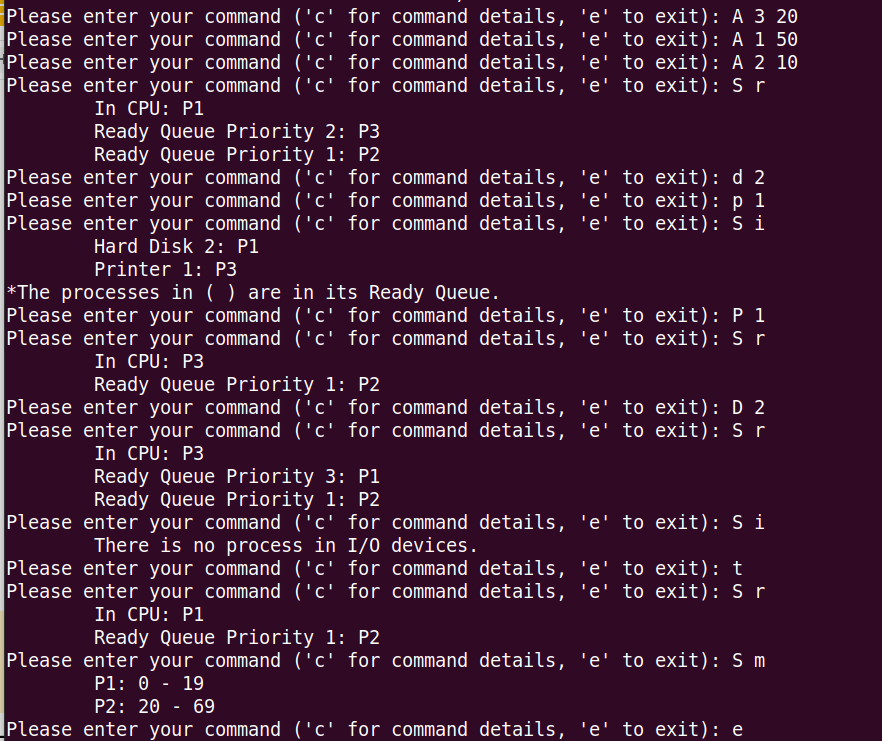 Please enter your command ('c' for command details, 'e' to exit): A 3 20
Please enter your command ('c' for command details, 'e' to exit): A 1 50
Please enter your command ('c' for command details, 'e' to exit): A 2 10
Please enter your command ('c' for command details, 'e' to exit): S r
In CPU: P1
Ready Queue Priority 2: P3
Ready Queue Priority 1: P2
Please enter your command ('c' for command details, 'e' to exit): d 2
Please enter your command ('c' for command details, 'e' to exit): p 1
Please enter your command ('c' for command details, 'e' to exit): S i
Hard Disk 2: P1
Printer 1: P3
*The processes in ( ) are in its Ready Queue.
Please enter your command ('c' for command details, 'e' to exit): P 1
Please enter your command ('c' for command details, 'e' to exit): S r
In CPU: P3
Ready Queue Priority 1: P2
Please enter your command ('c' for command details, 'e' to exit): D 2
Please enter your command ('c' for command details, 'e' to exit): S r
In CPU: P3
Ready Queue Priority 3: P1
Ready Queue Priority 1: P2
Please enter your command ('c' for command details, 'e' to exit): S i
There is no process in I/O devices.
Please enter your command ('c' for command details, 'e' to exit): t
Please enter your command ('c' for command details, 'e' to exit): S r
In CPU: P1
Ready Queue Priority 1: P2
Please enter your command ('c' for command details, 'e' to exit): S m
P1: 0 - 19
P2: 20 - 69
Please enter your command ('c' for command details, 'e' to exit): e